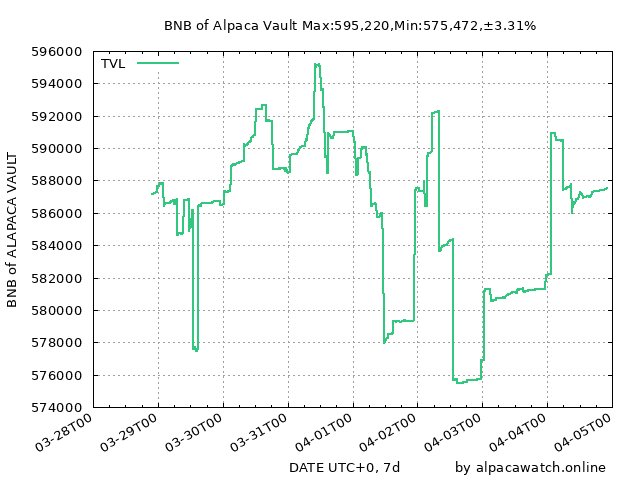 BNB of Alpaca Vault Max:595,220,Min:575,472,±3.31%
TVL
596000
594000
592000
590000
588000
586000
584000
582000
580000
578000
576000
574000
BNB of ALAPACA VAULT
03-28T00
03-29T00
03-30T00
03-31T00
04-01T00
04-02T00
04-03T00
04-04T00
04-05T00
DATE UTC+0, 7d
by alpacawatch.online